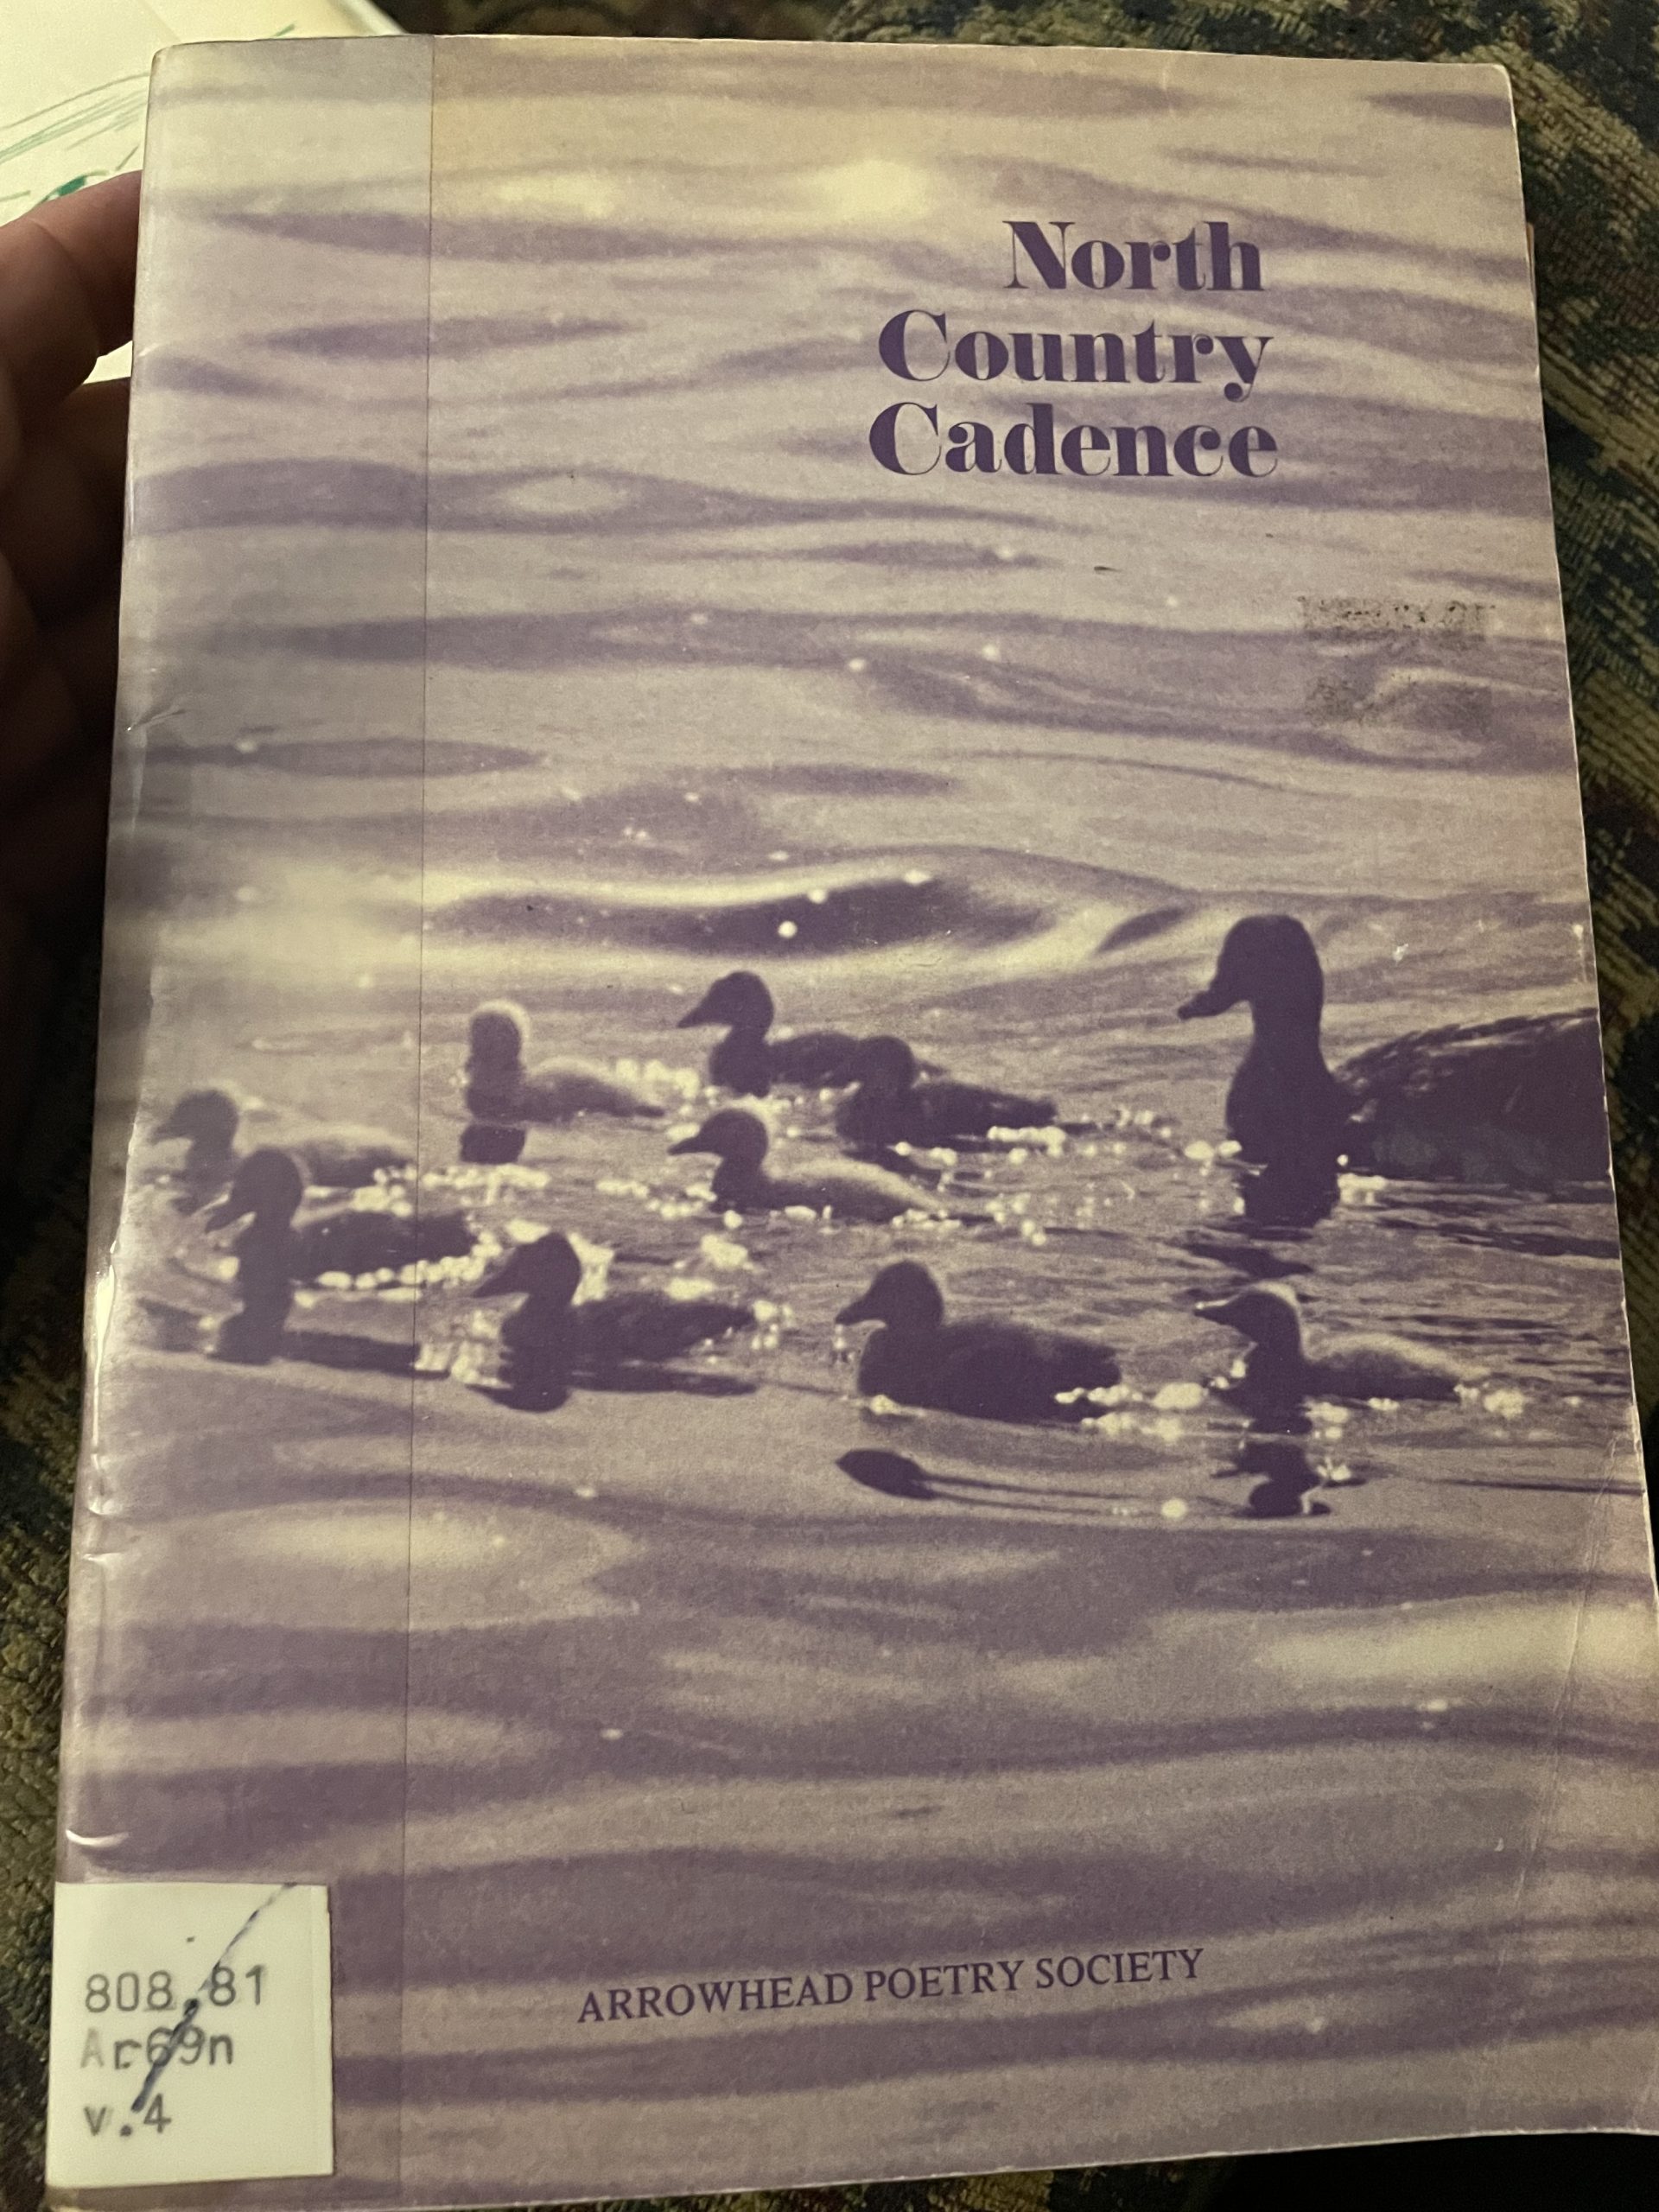 North
Country
Cadence
ARROWHEAD POETRY SOCIETY
808.81
Ar69n
v.4